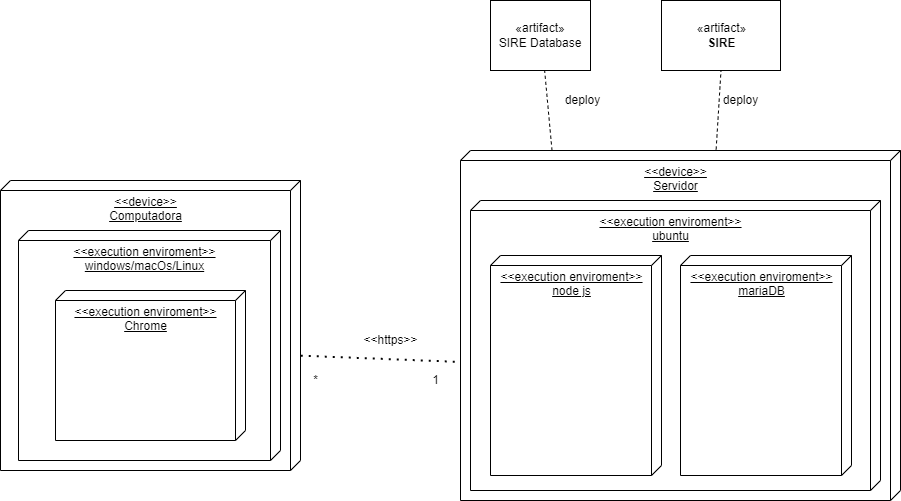 «artifact»
SIRE Database
«artifact»
SIRE
deploy
deploy
<<device>>
Servidor
<<execution enviroment>>
ubuntu
<<execution enviroment>>
node js
<<execution enviroment>>
mariaDB
<<device>>
Computadora
<<execution enviroment>>
windows/macOs/Linux
<<execution enviroment>>
Chrome
<<https>>
*
1